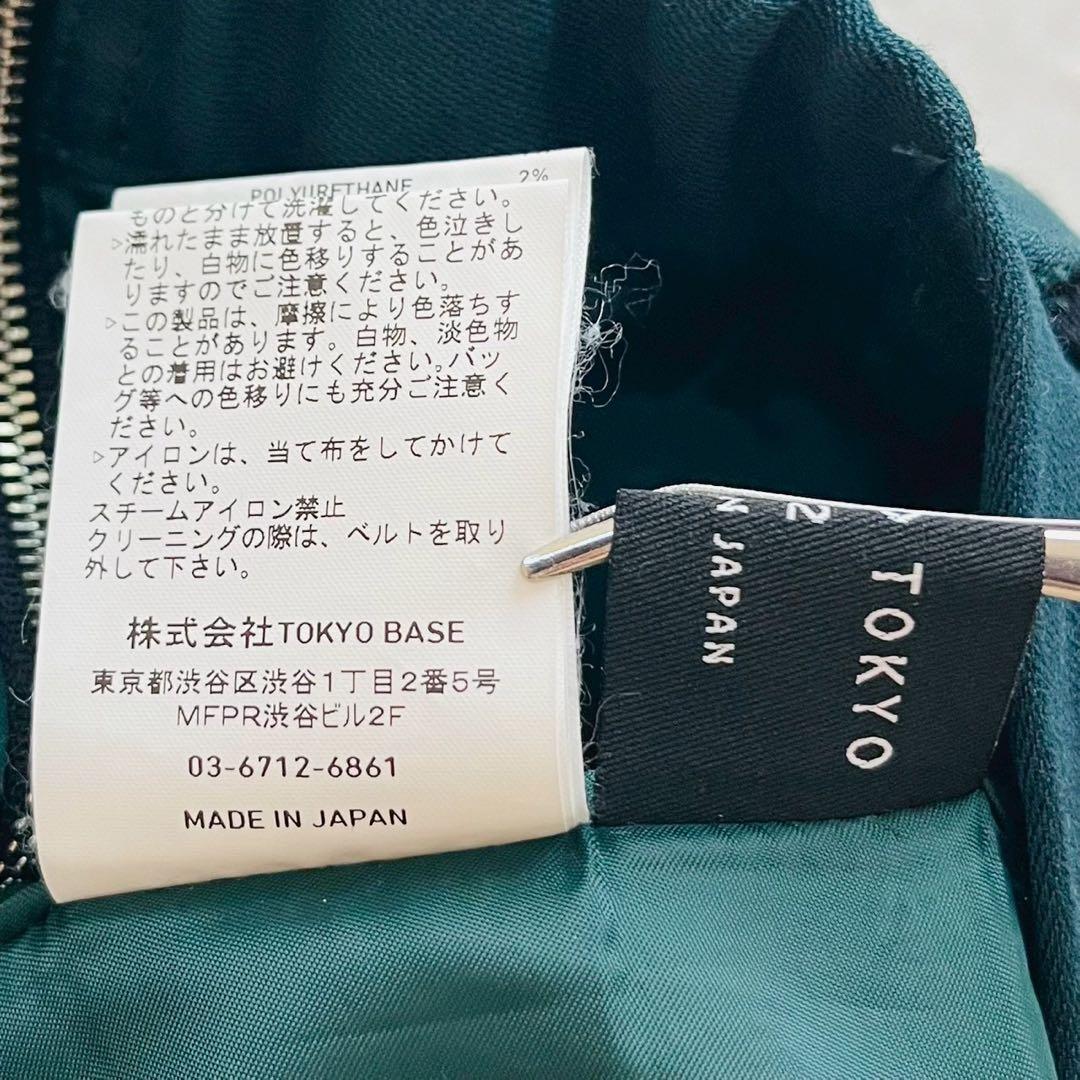 POLYURETHANE 2%
ものと分けて洗濯してください。
▷濡れたまま放置すると、色泣きし
たり、白物に色移りすることがあ
りますのでご注意ください。
▷この製品は、摩擦により色落ちす
ることがあります。白物、淡色物
との着用はお避けください。バッ
グ等への色移りにも充分ご注意く
ださい。
▷アイロンは、当て布をしてかけて
ください。
スチームアイロン禁止
クリーニングの際は、ベルトを取り
外して下さい。
株式会社TOKYO BASE
東京都渋谷区渋谷1丁目2番5号
MFPR渋谷ビル2F
03-6712-6861
MADE IN JAPAN
TOKYO
2
N JAPAN